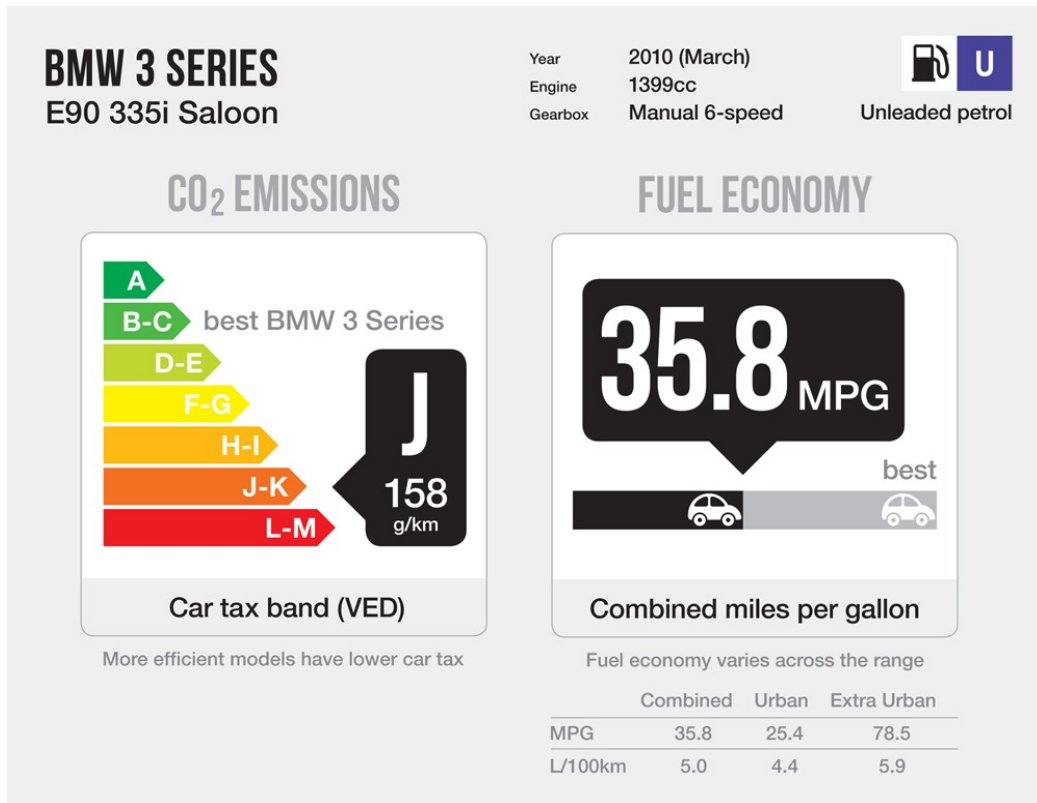 BMW 3 SERIES
E90 335i Saloon
Year 2010 (March)
Engine 1399cc
Gearbox Manual 6-speed
U
Unleaded petrol
CO₂ EMISSIONS
A
B-C best BMW 3 Series
D-E
F-G
H-I
J-K
L-M
J
158
g/km
Car tax band (VED)
More efficient models have lower car tax
FUEL ECONOMY
35.8 MPG
best
Combined miles per gallon
Fuel economy varies across the range
Combined Urban Extra Urban
MPG 35.8 25.4 78.5
L/100km 5.0 4.4 5.9